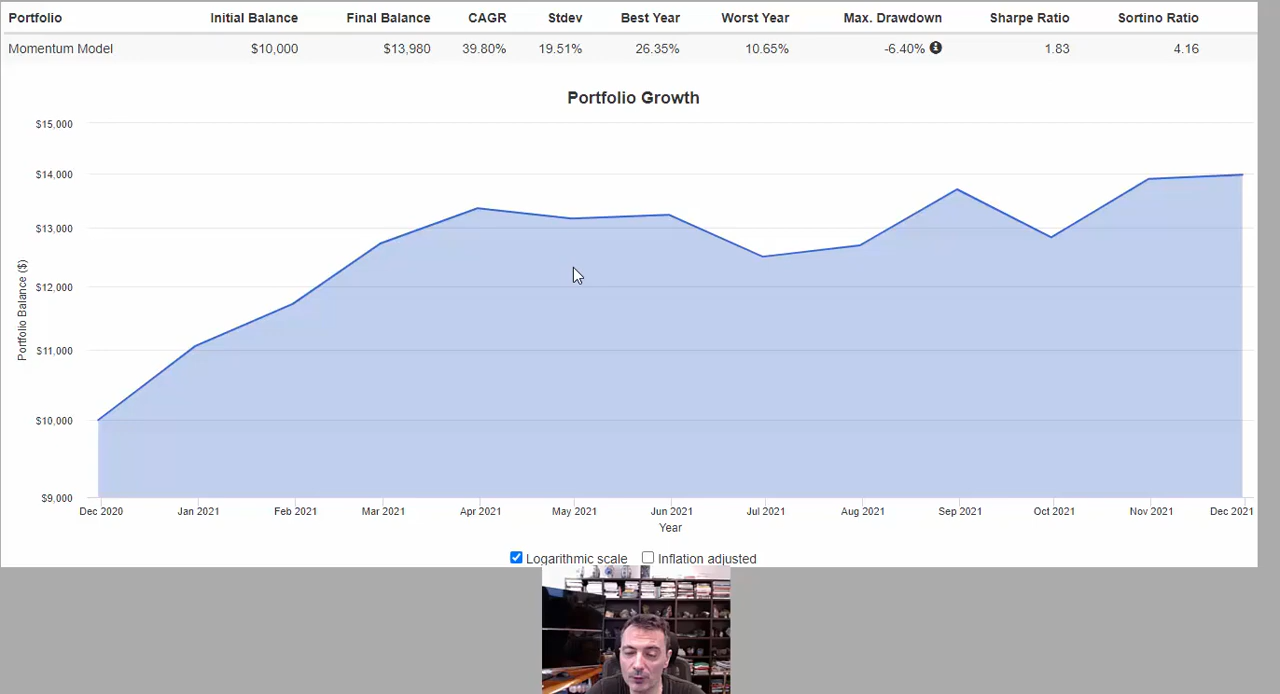 Portfolio Initial Balance Final Balance CAGR Stdev Best Year Worst Year Max. Drawdown Sharpe Ratio Sortino Ratio
Momentum Model $10,000 $13,980 39.80% 19.51% 26.35% 10.65% -6.40% 1.83 4.16
Portfolio Growth
$15,000
$14,000
$13,000
$12,000
$11,000
$10,000
$9,000
Portfolio Balance ($)
Dec 2020 Jan 2021 Feb 2021 Mar 2021 Apr 2021 May 2021 Jun 2021 Jul 2021 Aug 2021 Sep 2021 Oct 2021 Nov 2021 Dec 2021
Year
Logarithmic scale Inflation adjusted